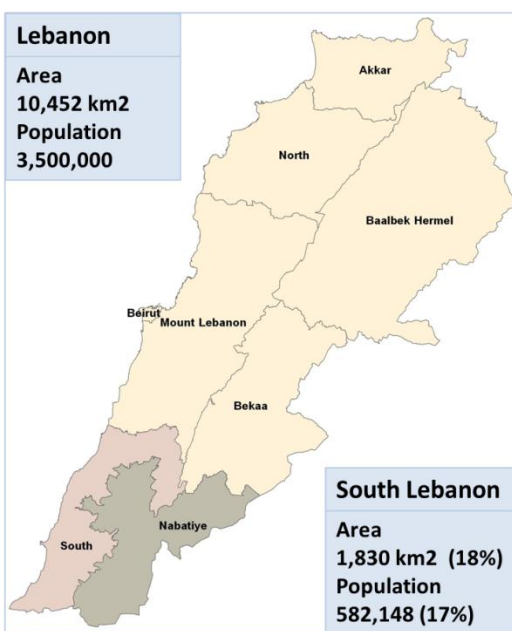 Lebanon
Area
10,452 km2
Population
3,500,000
Akkar
North
Baalbek Hermel
Beirut
Mount Lebanon
Bekaa
South
Nabatiye
South Lebanon
Area
1,830 km2 (18%)
Population
582,148 (17%)